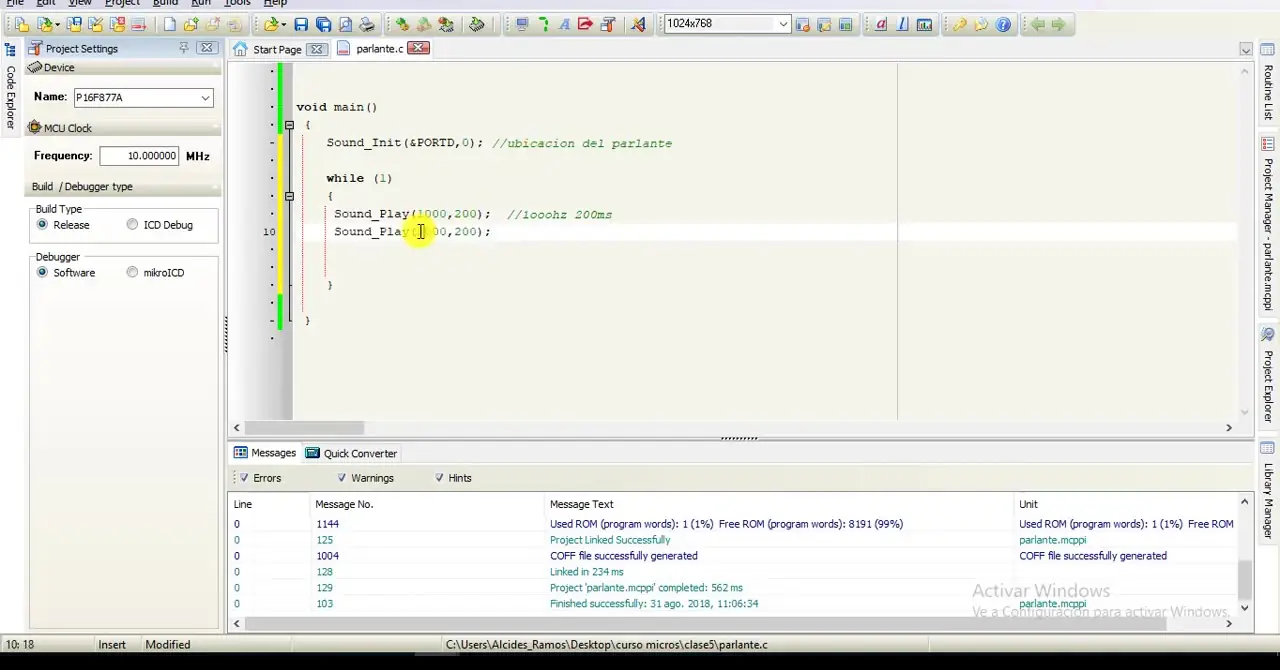 File Edit View Project Build Run Tools Help
1024x768
Project Settings
Start Page
parlante.c
Device
Name: P16F877A
MCU Clock
Frequency: 10.000000 MHz
Build / Debugger type
Build Type
Release ICD Debug
Debugger
Software mikroICD
Code Explorer
void main()
{
Sound_Init(&PORTD,0); //ubicacion del parlante
while (1)
{
Sound_Play(1000,200); //1ooohz 200ms
10 Sound_Play( 00,200);
}
}
Routine List
Project Manager - parlante.mcppi
Project Explorer
Library Manager
Messages Quick Converter
Errors Warnings Hints
Line Message No. Message Text Unit
0 1144 Used ROM (program words): 1 (1%) Free ROM (program words): 8191 (99%) Used ROM (program words): 1 (1%) Free ROM
0 125 Project Linked Successfully parlante.mcppi
0 1004 COFF file successfully generated COFF file successfully generated
0 128 Linked in 234 ms
0 129 Project 'parlante.mcppi' completed: 562 ms
0 103 Finished successfully: 31 ago. 2018, 11:06:34 parlante.mcppi
Activar Windows
Ve a Configuración para activar Windows.
10: 18 Insert Modified C:\Users\Alcides_Ramos\Desktop\curso micros\clase5\parlante.c